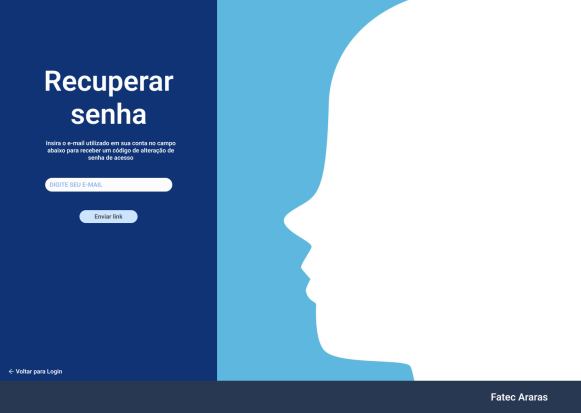 Recuperar
senha
Insira o e-mail utilizado em sua conta no campo
abaixo para receber um código de alteração de
senha de acesso
DIGITE SEU E-MAIL
Enviar link
← Voltar para Login
Fatec Araras